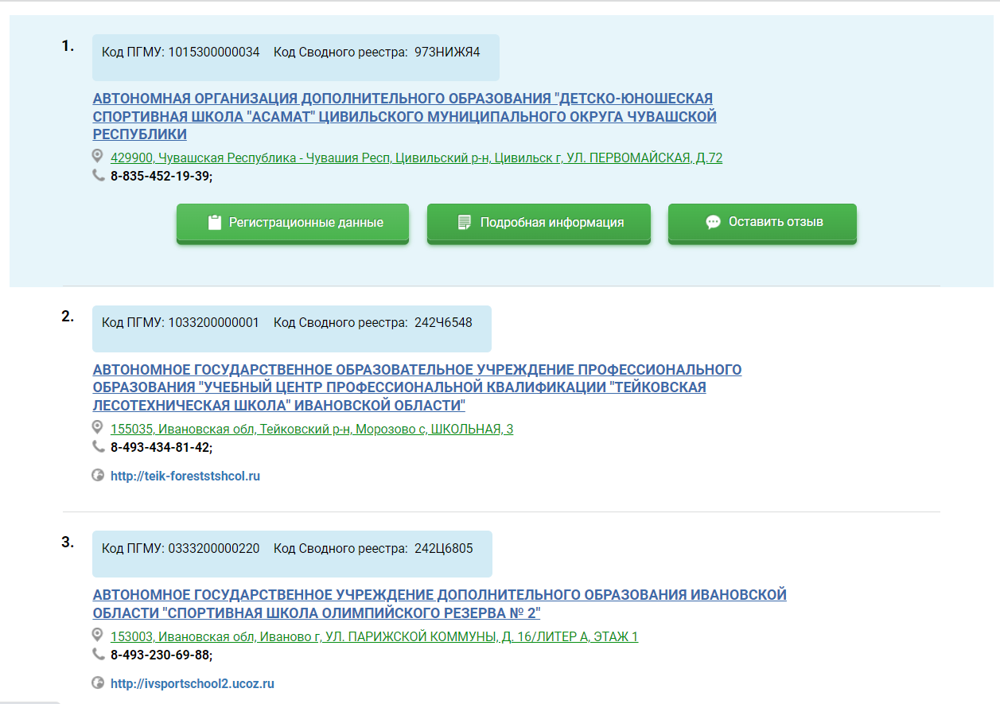 1.
Код ПГМУ: 1015300000034 Код Сводного реестра: 973НИЖЯ4
АВТОНОМНАЯ ОРГАНИЗАЦИЯ ДОПОЛНИТЕЛЬНОГО ОБРАЗОВАНИЯ "ДЕТСКО-ЮНОШЕСКАЯ
СПОРТИВНАЯ ШКОЛА "АСАМАТ" ЦИВИЛЬСКОГО МУНИЦИПАЛЬНОГО ОКРУГА ЧУВАШСКОЙ
РЕСПУБЛИКИ
429900, Чувашская Республика - Чувашия Респ, Цивильский р-н, Цивильск г, УЛ. ПЕРВОМАЙСКАЯ, Д.72
8-835-452-19-39;
Регистрационные данные Подробная информация Оставить отзыв
2.
Код ПГМУ: 1033200000001 Код Сводного реестра: 242Ч6548
АВТОНОМНОЕ ГОСУДАРСТВЕННОЕ ОБРАЗОВАТЕЛЬНОЕ УЧРЕЖДЕНИЕ ПРОФЕССИОНАЛЬНОГО
ОБРАЗОВАНИЯ "УЧЕБНЫЙ ЦЕНТР ПРОФЕССИОНАЛЬНОЙ КВАЛИФИКАЦИИ "ТЕЙКОВСКАЯ
ЛЕСОТЕХНИЧЕСКАЯ ШКОЛА" ИВАНОВСКОЙ ОБЛАСТИ"
155035, Ивановская обл, Тейковский р-н, Морозово с, ШКОЛЬНАЯ, 3
8-493-434-81-42;
http://teik-foreststshcol.ru
3.
Код ПГМУ: 0333200000220 Код Сводного реестра: 242Ц6805
АВТОНОМНОЕ ГОСУДАРСТВЕННОЕ УЧРЕЖДЕНИЕ ДОПОЛНИТЕЛЬНОГО ОБРАЗОВАНИЯ ИВАНОВСКОЙ
ОБЛАСТИ "СПОРТИВНАЯ ШКОЛА ОЛИМПИЙСКОГО РЕЗЕРВА № 2"
153003, Ивановская обл, Иваново г, УЛ. ПАРИЖСКОЙ КОММУНЫ, Д. 16/ЛИТЕР А, ЭТАЖ 1
8-493-230-69-88;
http://ivsportschool2.ucoz.ru